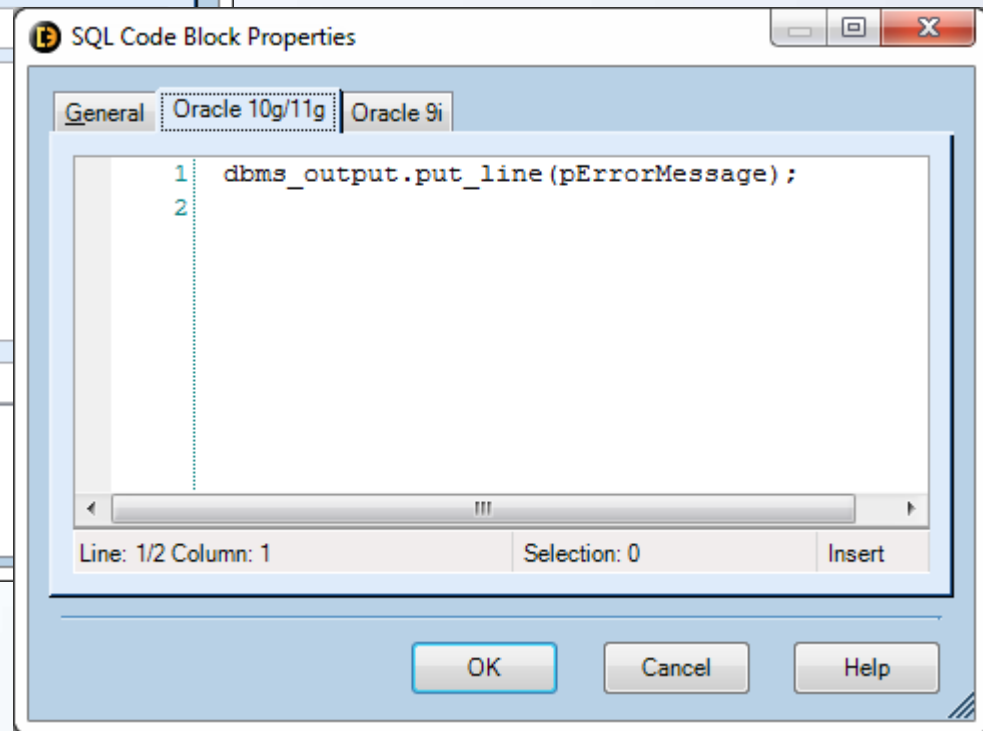 SQL Code Block Properties
General Oracle 10g/11g Oracle 9i
1 dbms_output.put_line(pErrorMessage);
2
Line: 1/2 Column: 1 Selection: 0 Insert
OK Cancel Help